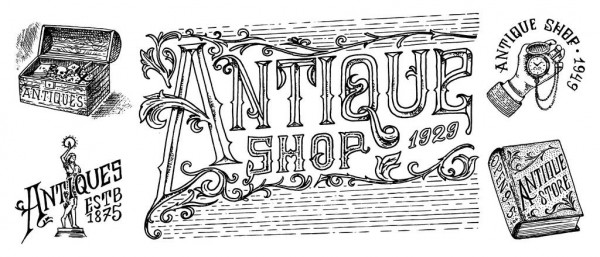 ANTIQUES
ANTIQUES
ESTB
1875
ANTIQUE
SHOP 1929
ANTIQUE SHOP · 1949
ANTIQUE
STORE